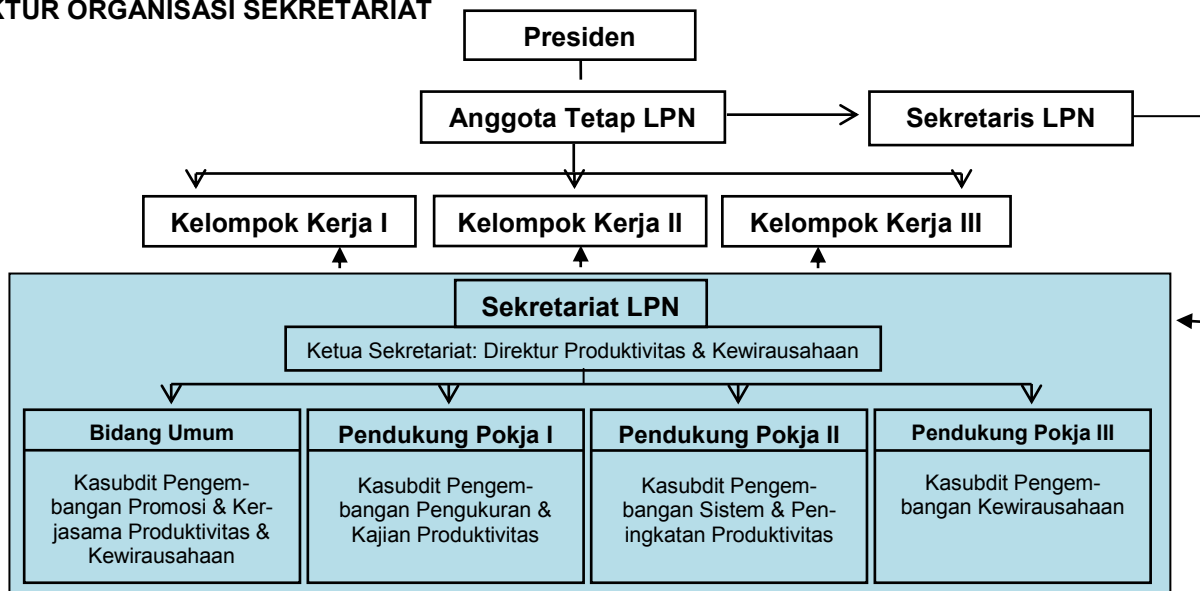 KTUR ORGANISASI SEKRETARIAT
Presiden
Anggota Tetap LPN
Sekretaris LPN
Kelompok Kerja I
Kelompok Kerja II
Kelompok Kerja III
Sekretariat LPN
Ketua Sekretariat: Direktur Produktivitas & Kewirausahaan
Bidang Umum
Kasubdit Pengem-
bangan Promosi & Ker-
jasama Produktivitas &
Kewirausahaan
Pendukung Pokja I
Kasubdit Pengem-
bangan Pengukuran &
Kajian Produktivitas
Pendukung Pokja II
Kasubdit Pengem-
bangan Sistem & Pen-
ingkatan Produktivitas
Pendukung Pokja III
Kasubdit Pengem-
bangan Kewirausahaan